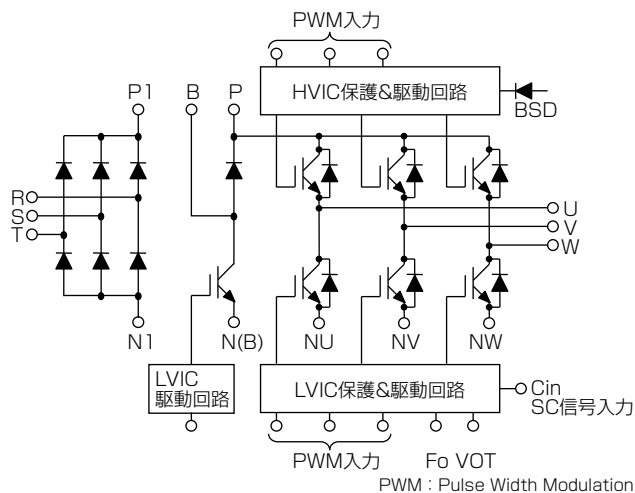 PWM入力
P1
B
P
HVIC保護&駆動回路
BSD
R
S
T
U
V
W
N1
N(B)
NU
NV
NW
LVIC
駆動回路
LVIC保護&駆動回路
Cin
SC信号入力
PWM入力
Fo VOT
PWM : Pulse Width Modulation